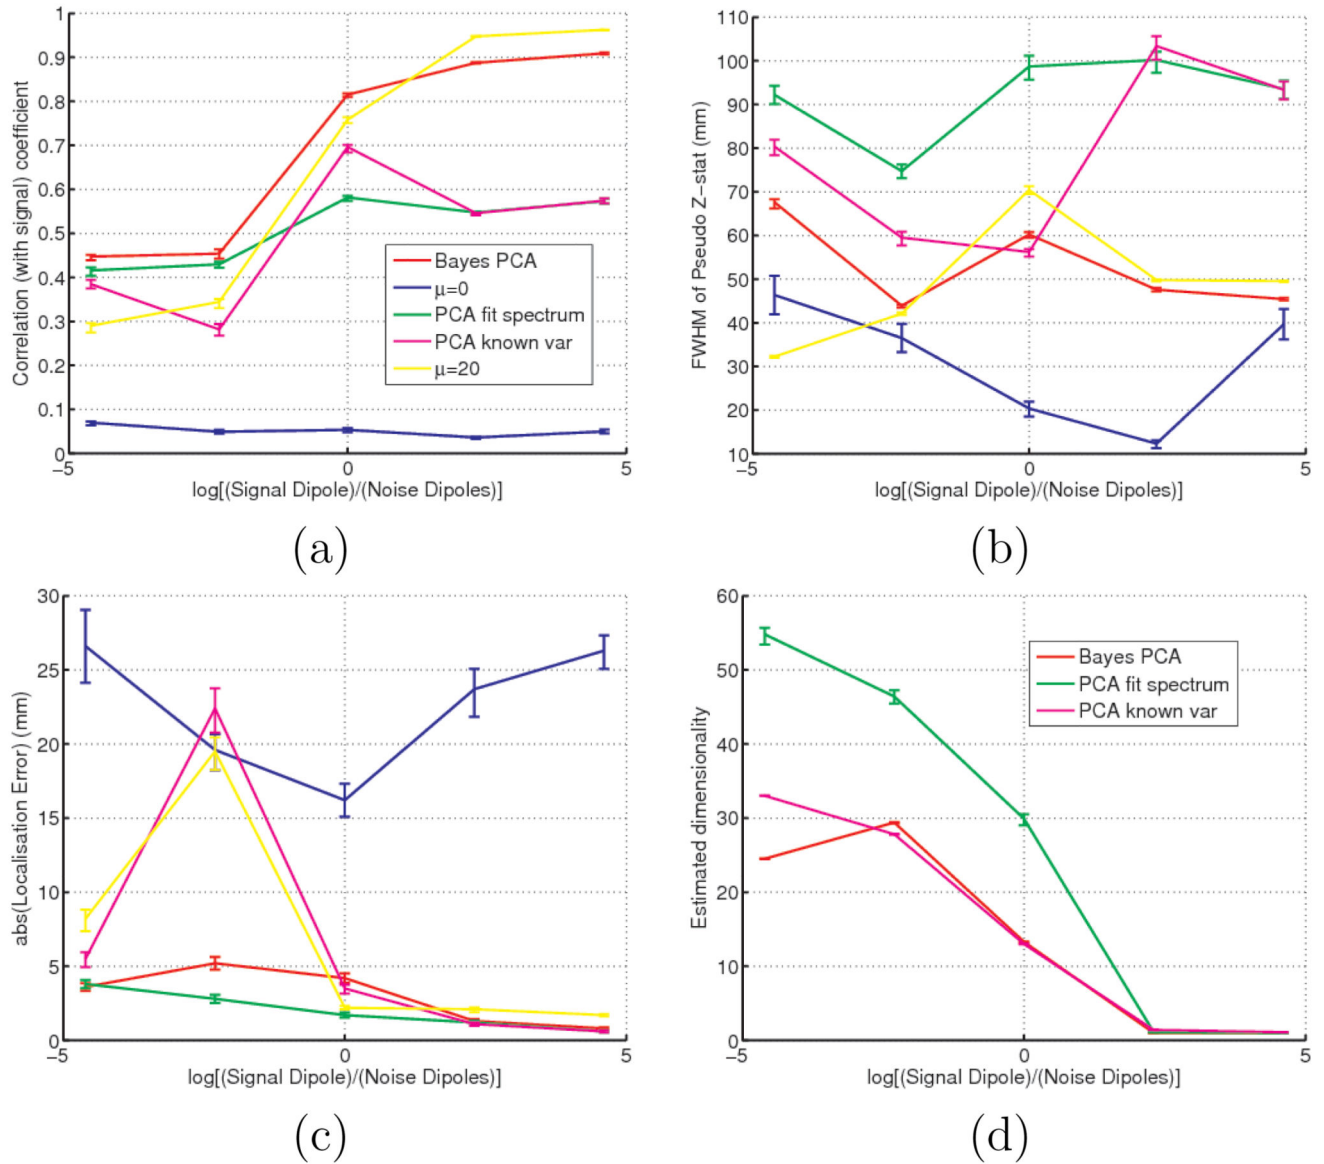 Correlation (with signal) coefficient
1
0.9
0.8
0.7
0.6
0.5
0.4
0.3
0.2
0.1
0
−5
0
5
log[(Signal Dipole)/(Noise Dipoles)]
Bayes PCA
μ=0
PCA fit spectrum
PCA known var
μ=20
(a)
FWHM of Pseudo Z−stat (mm)
110
100
90
80
70
60
50
40
30
20
10
−5
0
5
log[(Signal Dipole)/(Noise Dipoles)]
(b)
abs(Localisation Error) (mm)
30
25
20
15
10
5
0
−5
0
5
log[(Signal Dipole)/(Noise Dipoles)]
(c)
Estimated dimensionality
60
50
40
30
20
10
0
−5
0
5
log[(Signal Dipole)/(Noise Dipoles)]
Bayes PCA
PCA fit spectrum
PCA known var
(d)